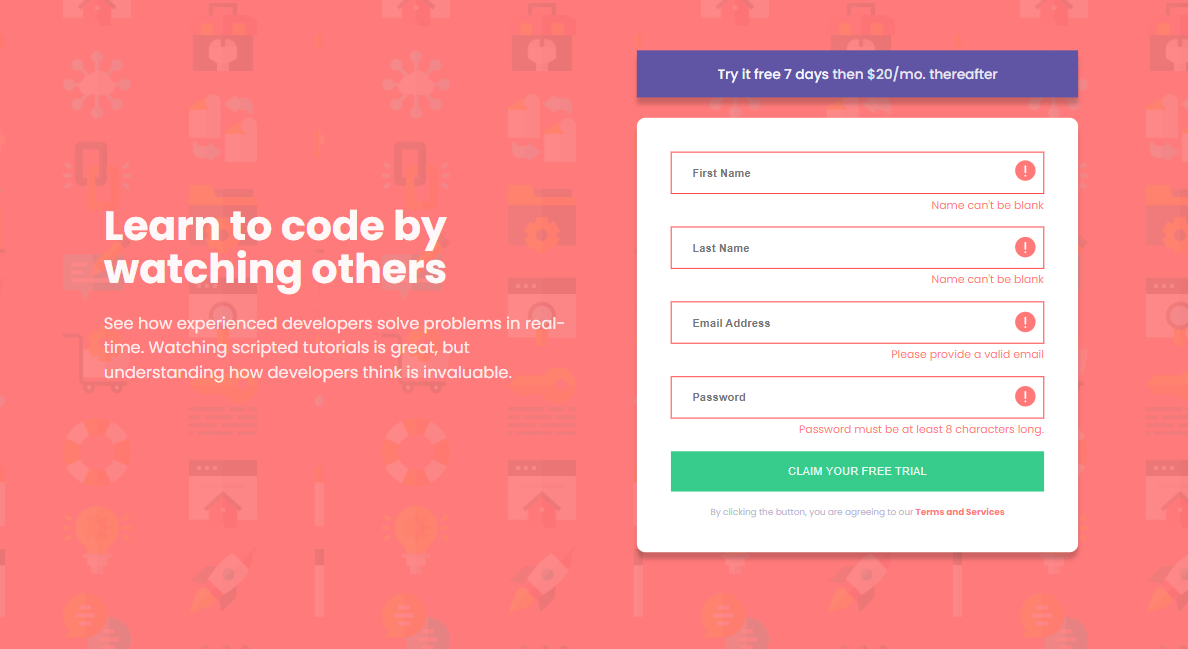 Learn to code by
watching others
See how experienced developers solve problems in real-
time. Watching scripted tutorials is great, but
understanding how developers think is invaluable.
Try it free 7 days then $20/mo. thereafter
First Name
Name can't be blank
Last Name
Name can't be blank
Email Address
Please provide a valid email
Password
Password must be at least 8 characters long.
CLAIM YOUR FREE TRIAL
By clicking the button, you are agreeing to our Terms and Services